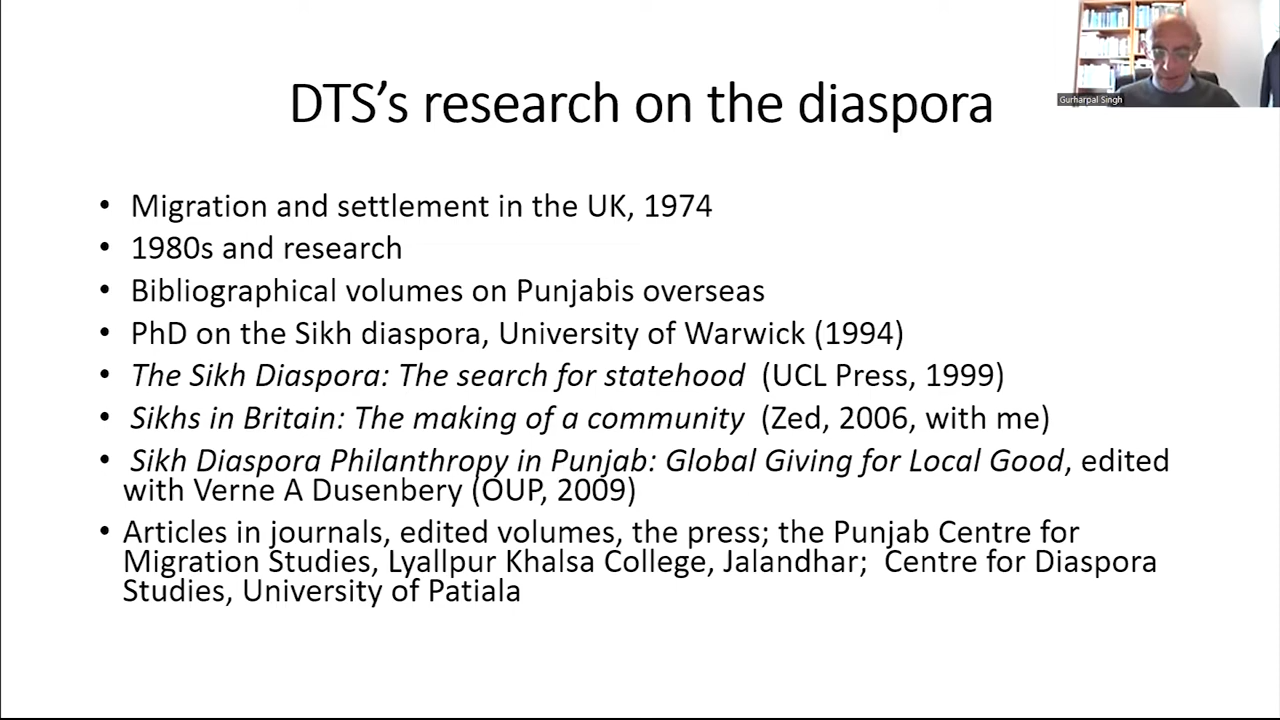 DTS’s research on the diaspora
Gurharpal Singh
• Migration and settlement in the UK, 1974
• 1980s and research
• Bibliographical volumes on Punjabis overseas
• PhD on the Sikh diaspora, University of Warwick (1994)
• The Sikh Diaspora: The search for statehood (UCL Press, 1999)
• Sikhs in Britain: The making of a community (Zed, 2006, with me)
• Sikh Diaspora Philanthropy in Punjab: Global Giving for Local Good, edited
with Verne A Dusenbery (OUP, 2009)
• Articles in journals, edited volumes, the press; the Punjab Centre for
Migration Studies, Lyallpur Khalsa College, Jalandhar; Centre for Diaspora
Studies, University of Patiala